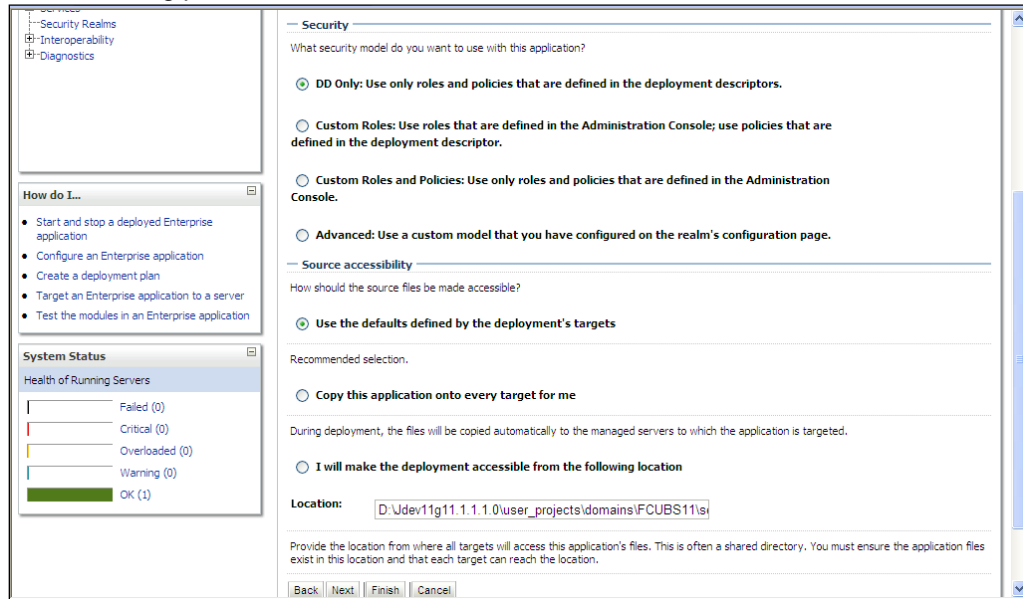 Security Realms
Interoperability
Diagnostics
How do I...
Start and stop a deployed Enterprise
application
Configure an Enterprise application
Create a deployment plan
Target an Enterprise application to a server
Test the modules in an Enterprise application
System Status
Health of Running Servers
Failed (0)
Critical (0)
Overloaded (0)
Warning (0)
OK (1)
Security
What security model do you want to use with this application?
DD Only: Use only roles and policies that are defined in the deployment descriptors.
Custom Roles: Use roles that are defined in the Administration Console; use policies that are
defined in the deployment descriptor.
Custom Roles and Policies: Use only roles and policies that are defined in the Administration
Console.
Advanced: Use a custom model that you have configured on the realm's configuration page.
Source accessibility
How should the source files be made accessible?
Use the defaults defined by the deployment's targets
Recommended selection.
Copy this application onto every target for me
During deployment, the files will be copied automatically to the managed servers to which the application is targeted.
I will make the deployment accessible from the following location
Location: D:\Jdev11g11.1.1.1.0\user_projects\domains\FCUBS11\se
Provide the location from where all targets will access this application's files. This is often a shared directory. You must ensure the application files
exist in this location and that each target can reach the location.
Back Next Finish Cancel